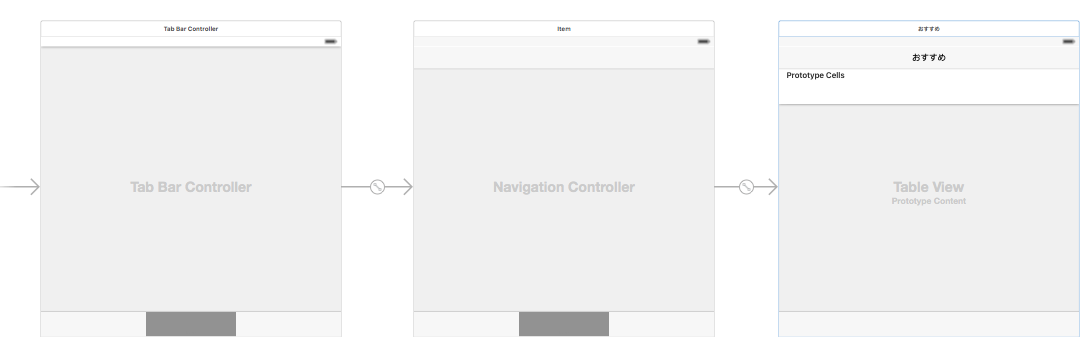 Tab Bar Controller
Item
おすすめ
おすすめ
Prototype Cells
Tab Bar Controller
Navigation Controller
Table View
Prototype Content